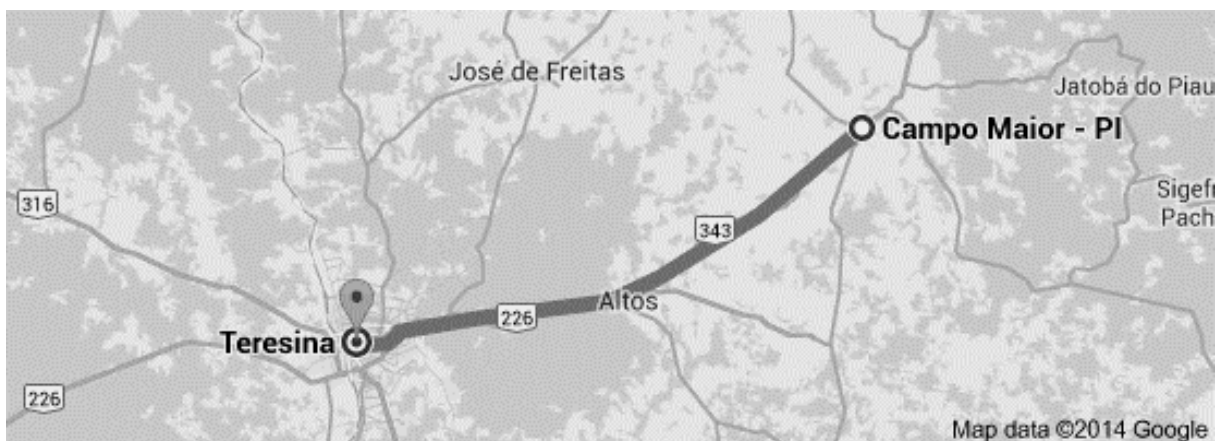 José de Freitas
Jatobá do Piau
Campo Maior - PI
316
Sigefr
Pach
343
Altos
226
Teresina
226
Map data ©2014 Google